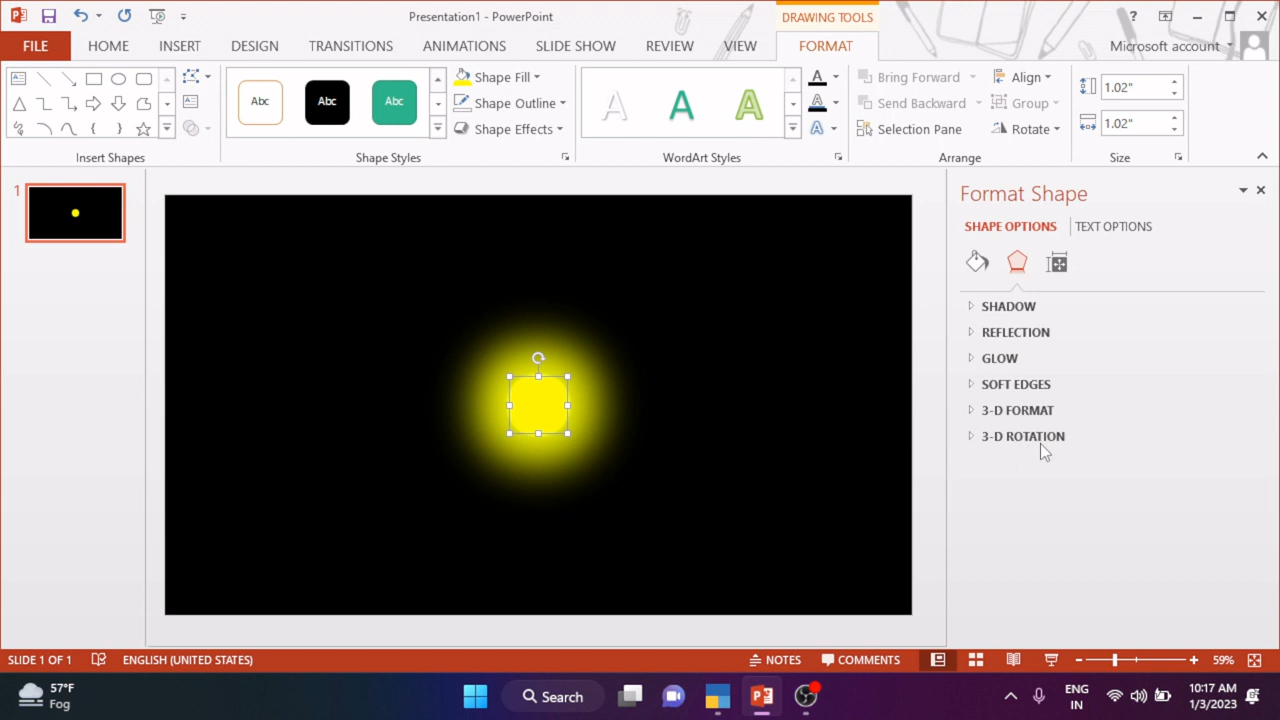 Presentation1 - PowerPoint
DRAWING TOOLS
?
FILE
HOME
INSERT
DESIGN
TRANSITIONS
ANIMATIONS
SLIDE SHOW
REVIEW
VIEW
FORMAT
Microsoft account
Abc
Abc
Abc
Shape Fill
Shape Outline
Shape Effects
A
A
A
A
A
A
Bring Forward
Send Backward
Selection Pane
Align
Group
Rotate
1.02"
1.02"
Insert Shapes
Shape Styles
WordArt Styles
Arrange
Size
1
Format Shape
SHAPE OPTIONS
TEXT OPTIONS
SHADOW
REFLECTION
GLOW
SOFT EDGES
3-D FORMAT
3-D ROTATION
SLIDE 1 OF 1
ENGLISH (UNITED STATES)
NOTES
COMMENTS
59%
57°F
Fog
Search
ENG
IN
10:17 AM
1/3/2023